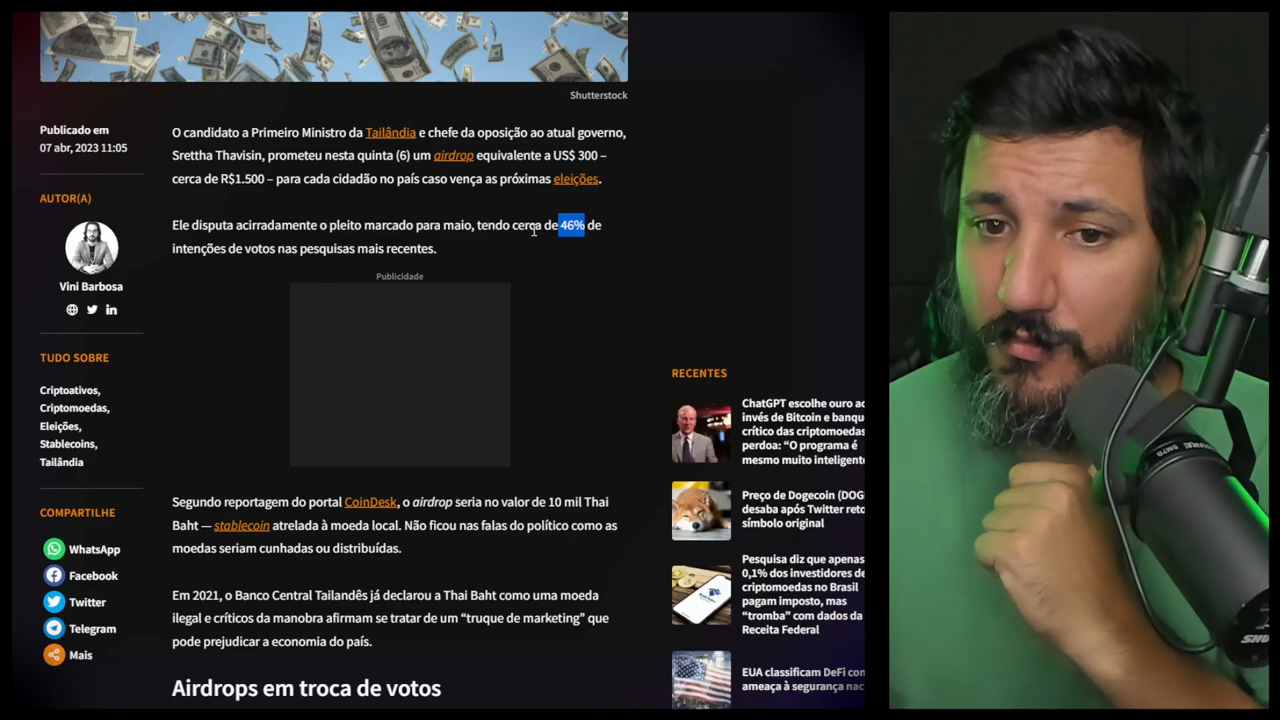 Shutterstock
Publicado em
07 abr, 2023 11:05
AUTOR(A)
Vini Barbosa
TUDO SOBRE
Criptoativos,
Criptomoedas,
Eleições,
Stablecoins,
Tailândia
COMPARTILHE
WhatsApp
Facebook
Twitter
Telegram
Mais
O candidato a Primeiro Ministro da Tailândia e chefe da oposição ao atual governo,
Srettha Thavisin, prometeu nesta quinta (6) um airdrop equivalente a US$ 300 –
cerca de R$1.500 – para cada cidadão no país caso vença as próximas eleições.
Ele disputa acirradamente o pleito marcado para maio, tendo cerca de 46% de
intenções de votos nas pesquisas mais recentes.
Publicidade
Segundo reportagem do portal CoinDesk, o airdrop seria no valor de 10 mil Thai
Baht — stablecoin atrelada à moeda local. Não ficou nas falas do político como as
moedas seriam cunhadas ou distribuídas.
Em 2021, o Banco Central Tailandês já declarou a Thai Baht como uma moeda
ilegal e críticos da manobra afirmam se tratar de um “truque de marketing” que
pode prejudicar a economia do país.
Airdrops em troca de votos
RECENTES
ChatGPT escolhe ouro ao
invés de Bitcoin e
crítico das criptomoedas
perdoa: “O programa é
mesmo muito
Preço de Dogecoin
desaba após Twitter
símbolo original
Pesquisa diz que apenas
0,1% dos investidores de
criptomoedas no Brasil
pagam imposto, mas
“tromba” com dados da
Receita Federal
EUA classificam DeFi
ameaça à segurança